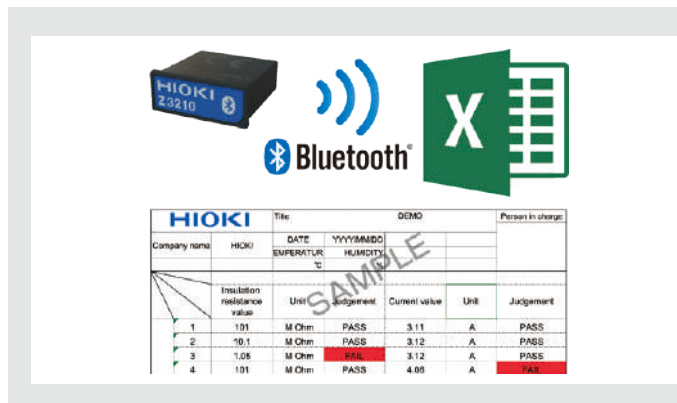 HIOKI
Z3210
Bluetooth®
X
HIOKI Title DEMO Person in charge
Company name HIOKI DATE YYYY/MM/DD
EMPERATUR HUMIDITY
℃ %
SAMPLE
Insulation
resistance
value
Unit Judgement Current value Unit Judgement
1 101 M Ohm PASS 3.11 A PASS
2 10.1 M Ohm PASS 3.12 A PASS
3 1.05 M Ohm FAIL 3.12 A PASS
4 101 M Ohm PASS 4.06 A FAIL